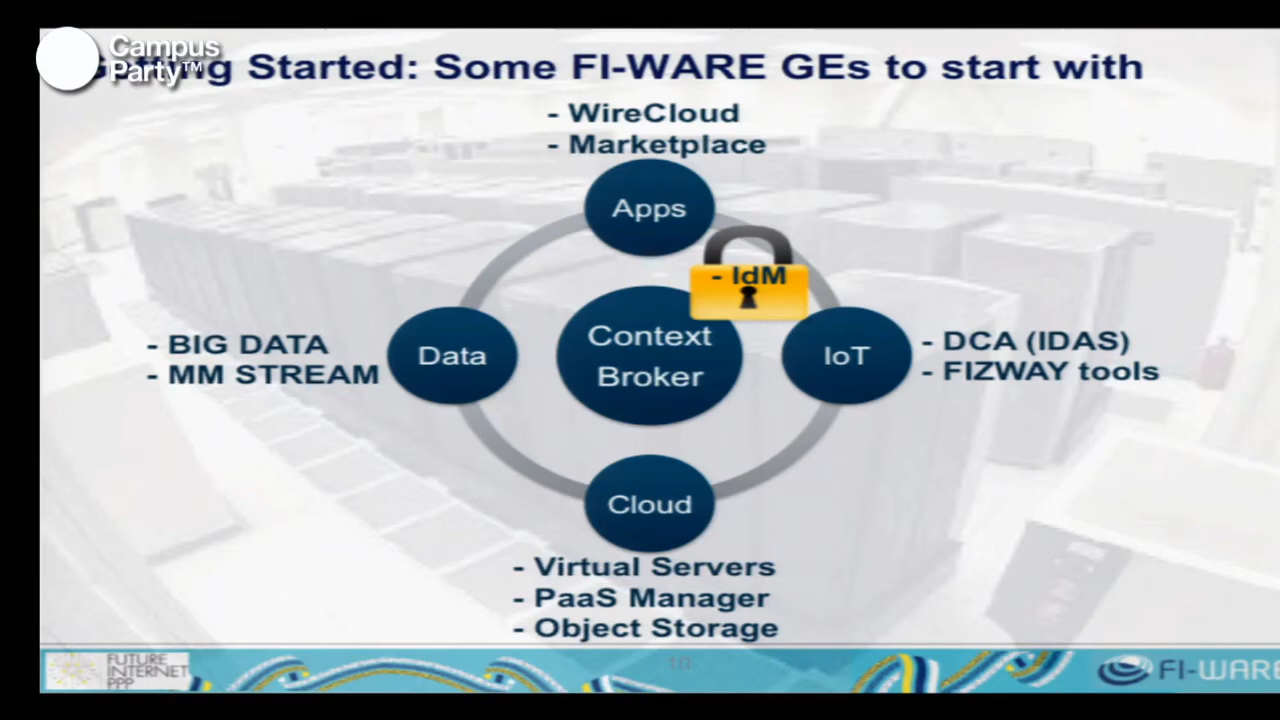 Campus
Party™
Getting Started: Some FI-WARE GEs to start with
- WireCloud
- Marketplace
Apps
- IdM
Context
Broker
- BIG DATA
- MM STREAM
Data
IoT
- DCA (IDAS)
- FIZWAY tools
Cloud
- Virtual Servers
- PaaS Manager
- Object Storage
FUTURE
INTERNET
PPP
10
FI-WARE